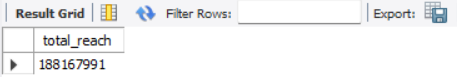 Result Grid Filter Rows: Export:
total_reach
188167991